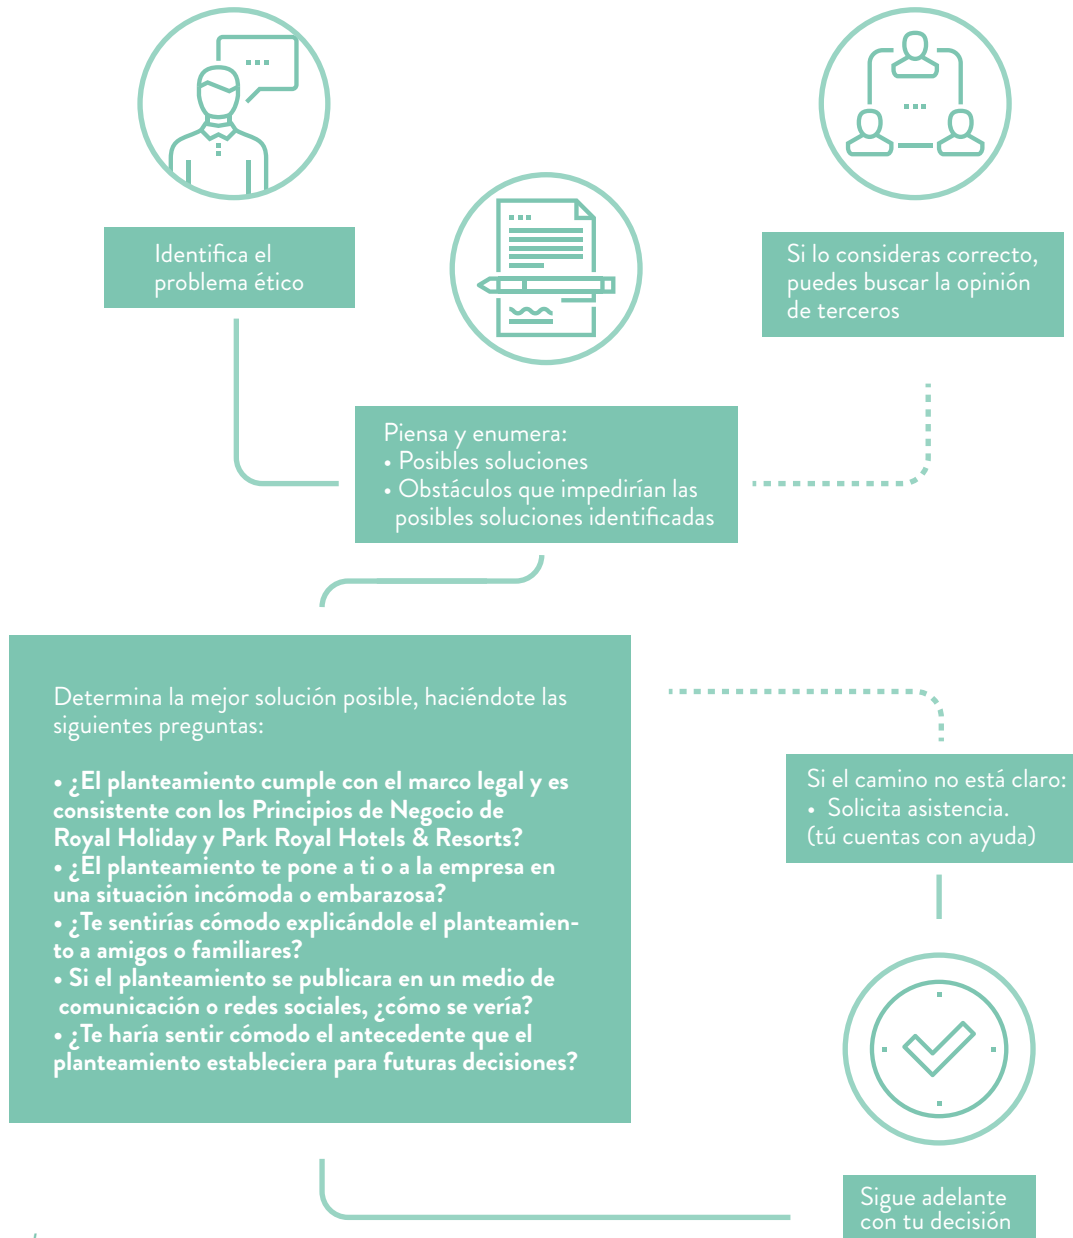 Identifica el
problema ético
Si lo consideras correcto,
puedes buscar la opinión
de terceros
Piensa y enumera:
• Posibles soluciones
• Obstáculos que impedirían las
posibles soluciones identificadas
Determina la mejor solución posible, haciéndote las
siguientes preguntas:
• ¿El planteamiento cumple con el marco legal y es
consistente con los Principios de Negocio de
Royal Holiday y Park Royal Hotels & Resorts?
• ¿El planteamiento te pone a ti o a la empresa en
una situación incómoda o embarazosa?
• ¿Te sentirías cómodo explicándole el planteamien-
to a amigos o familiares?
• Si el planteamiento se publicara en un medio de
comunicación o redes sociales, ¿cómo se vería?
• ¿Te haría sentir cómodo el antecedente que el
planteamiento estableciera para futuras decisiones?
Si el camino no está claro:
• Solicita asistencia.
(tú cuentas con ayuda)
Sigue adelante
con tu decisión